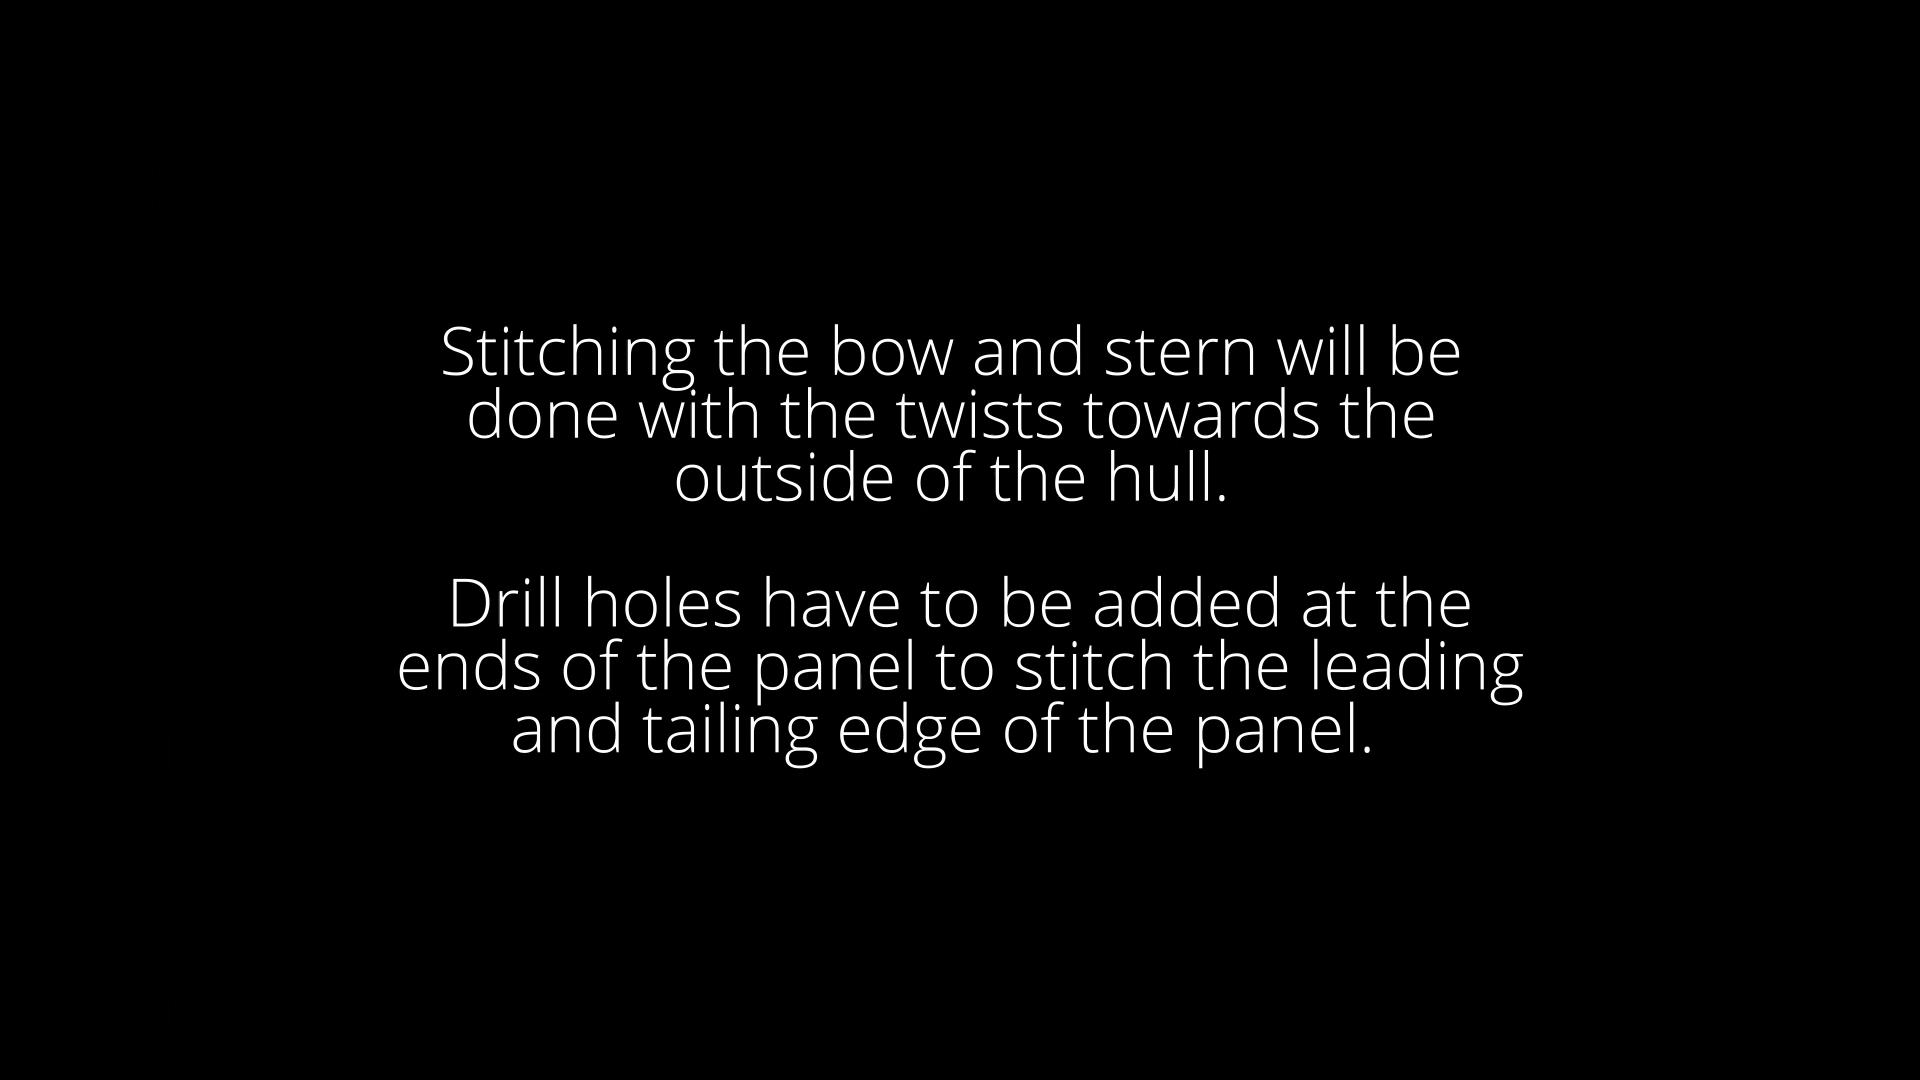 Stitching the bow and stern will be
done with the twists towards the
outside of the hull.
Drill holes have to be added at the
ends of the panel to stitch the leading
and tailing edge of the panel.